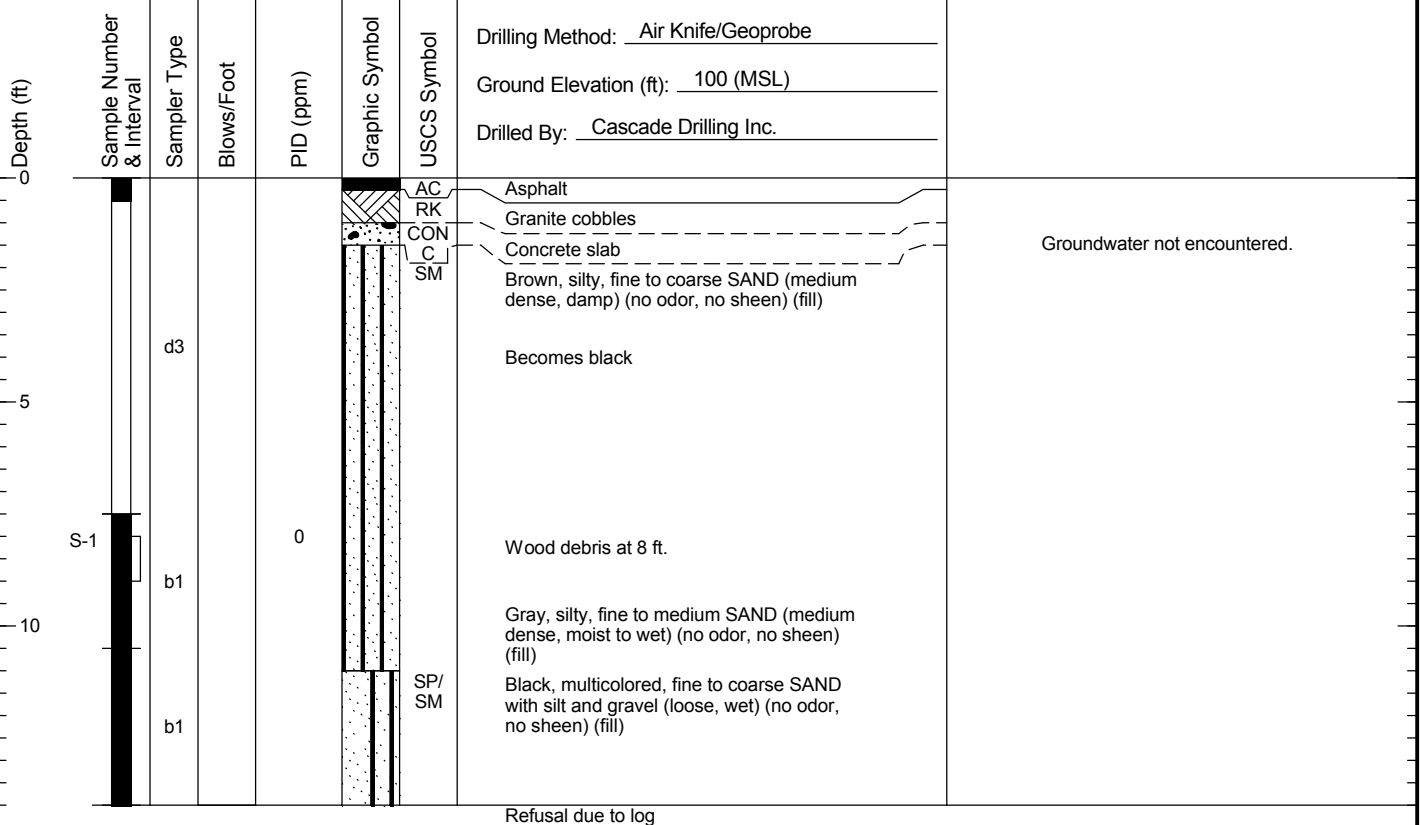 Depth (ft)
Sample Number
& Interval
Sampler Type
Blows/Foot
PID (ppm)
Graphic Symbol
USCS Symbol
Drilling Method: Air Knife/Geoprobe
Ground Elevation (ft): 100 (MSL)
Drilled By: Cascade Drilling Inc.
0
AC
Asphalt
RK
Granite cobbles
CON
C
Concrete slab
Groundwater not encountered.
SM
Brown, silty, fine to coarse SAND (medium
dense, damp) (no odor, no sheen) (fill)
d3
Becomes black
5
S-1
0
Wood debris at 8 ft.
b1
10
Gray, silty, fine to medium SAND (medium
dense, moist to wet) (no odor, no sheen)
(fill)
SP/
SM
Black, multicolored, fine to coarse SAND
with silt and gravel (loose, wet) (no odor,
no sheen) (fill)
b1
Refusal due to log